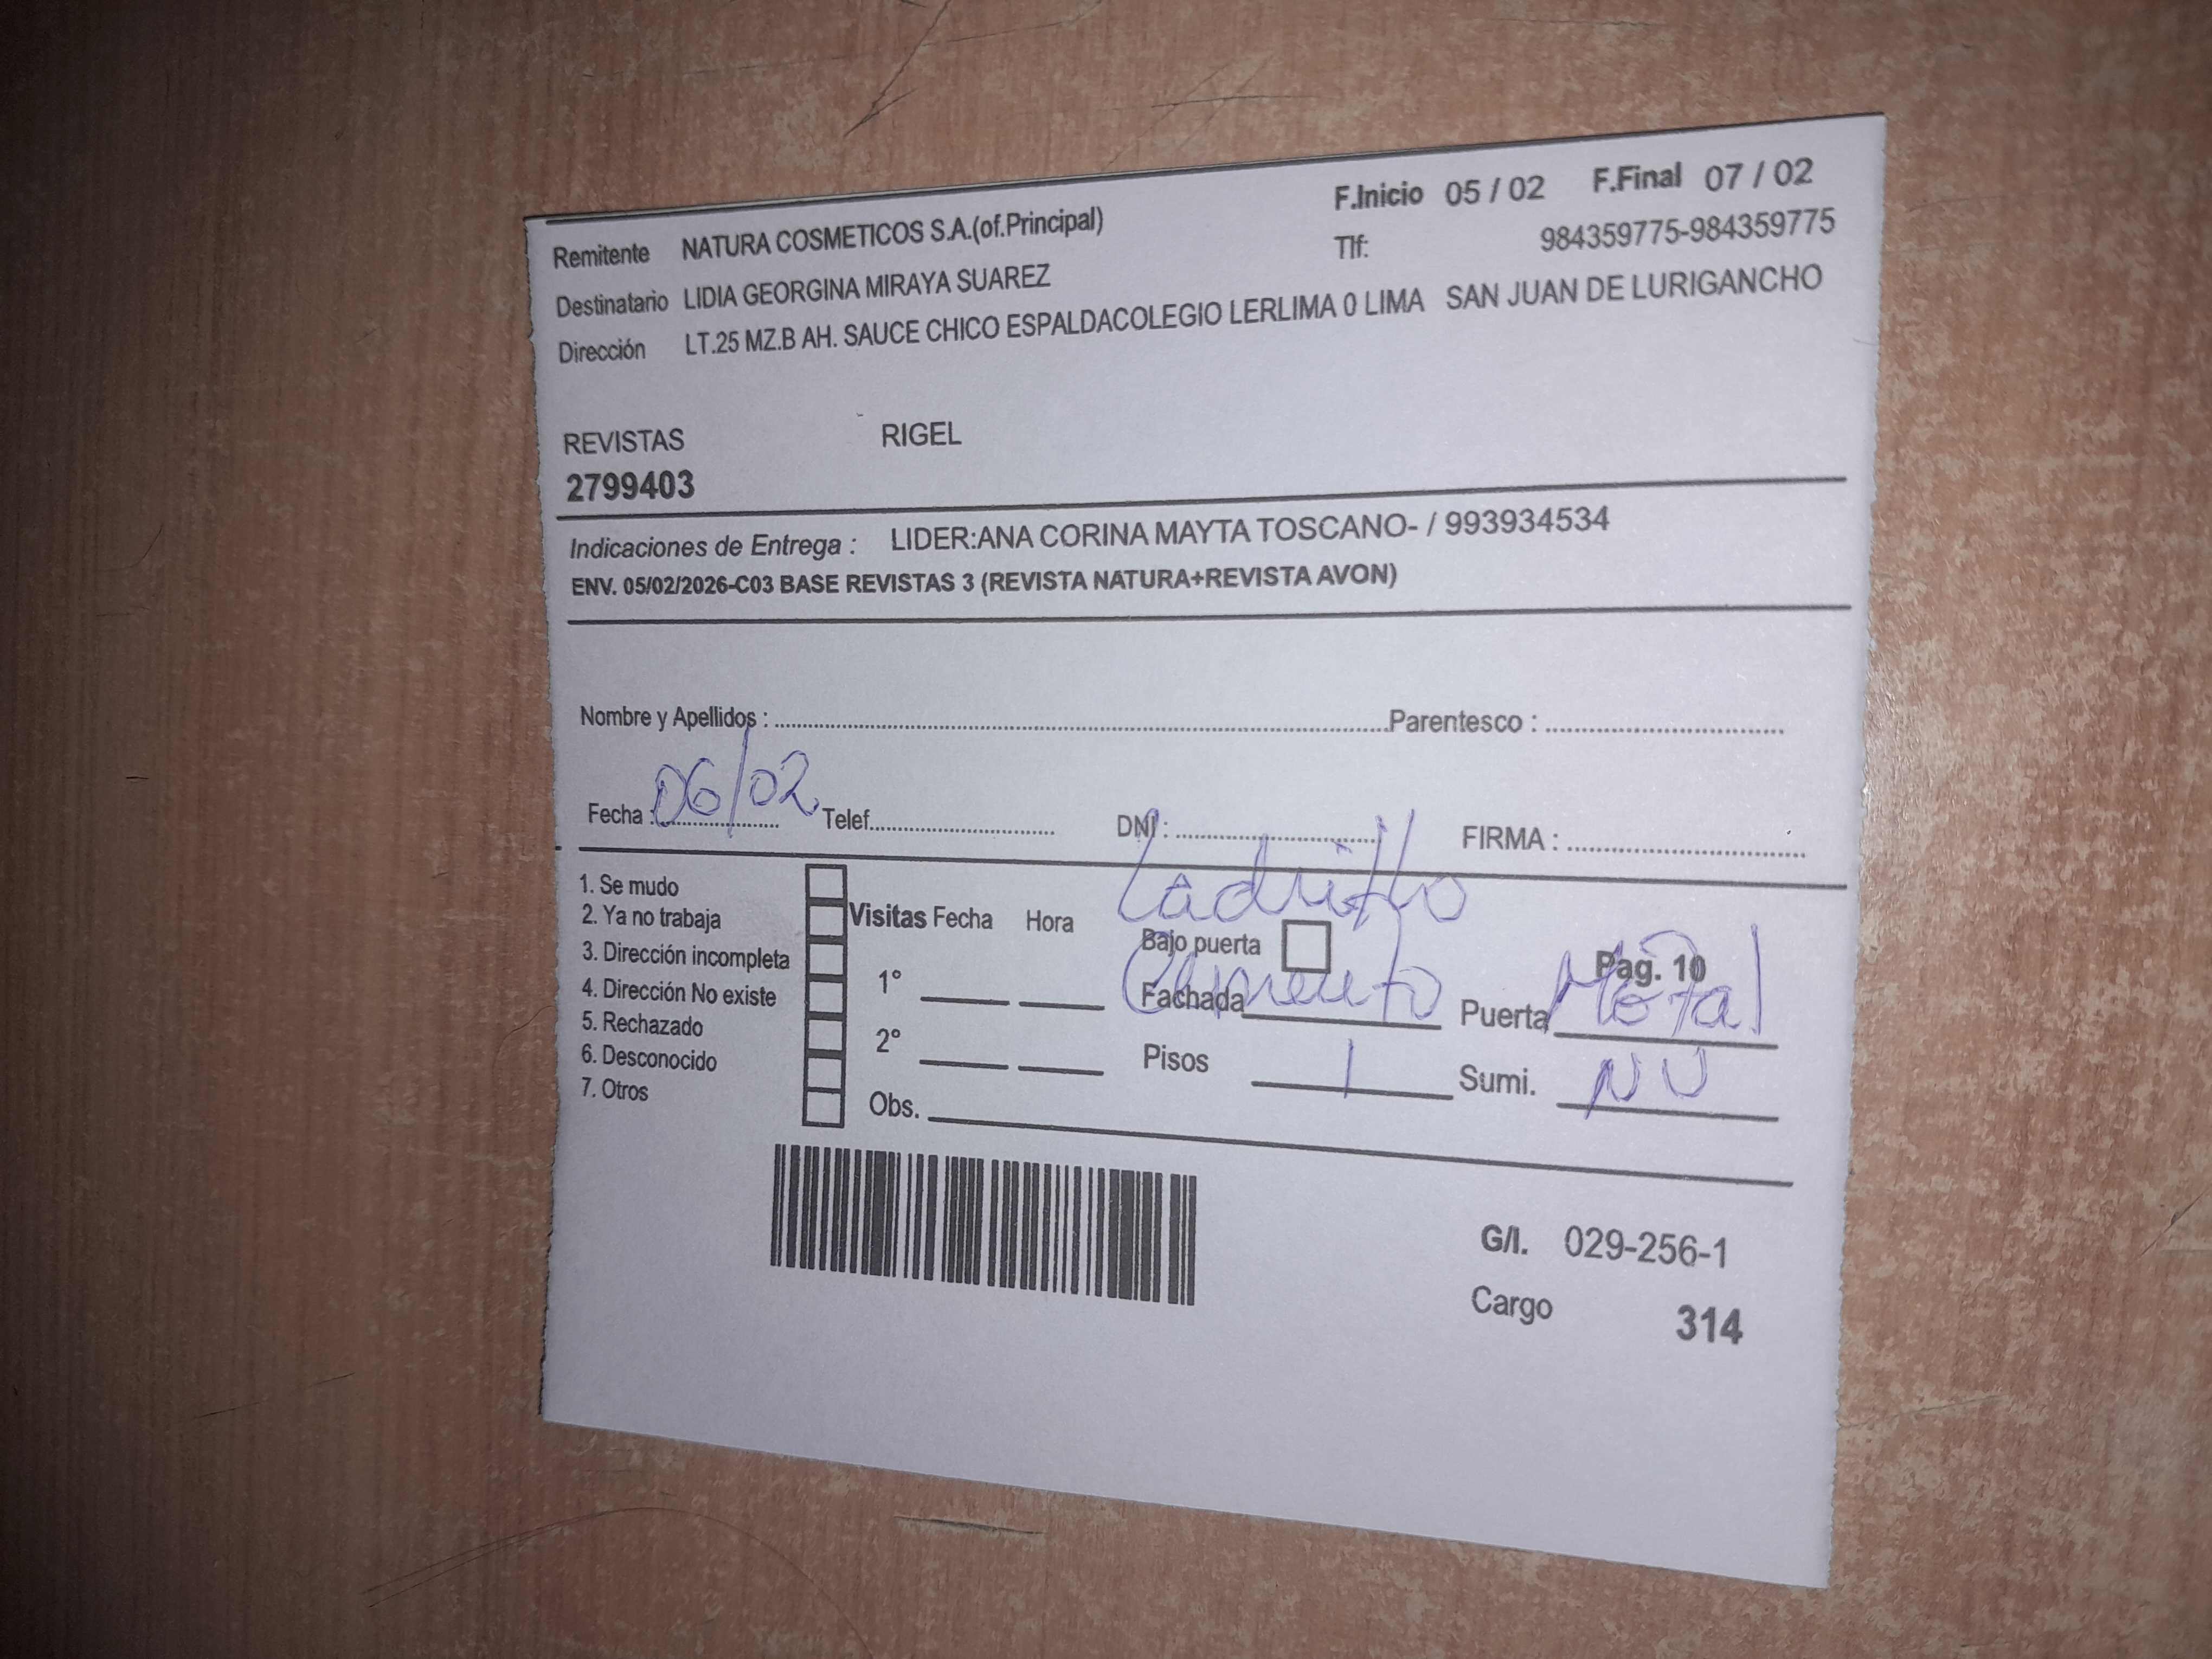 F.Inicio 05 / 02 F.Final 07 / 02
Remitente NATURA COSMETICOS S.A.(of.Principal) Tlf: 984359775-984359775
Destinatario LIDIA GEORGINA MIRAYA SUAREZ
Dirección LT.25 MZ.B AH. SAUCE CHICO ESPALDACOLEGIO LERLIMA 0 LIMA SAN JUAN DE LURIGANCHO
REVISTAS RIGEL
2799403
Indicaciones de Entrega : LIDER:ANA CORINA MAYTA TOSCANO- / 993934534
ENV. 05/02/2026-C03 BASE REVISTAS 3 (REVISTA NATURA+REVISTA AVON)
Nombre y Apellidos : Parentesco :
Fecha : 06/02 Telef. DNI : FIRMA :
Ladrillo
1. Se mudo
2. Ya no trabaja
3. Dirección incompleta
4. Dirección No existe
5. Rechazado
6. Desconocido
7. Otros
Visitas Fecha Hora
1°
2°
Obs.
Bajo puerta Pag. 10
Fachada Cemento Puerta Metal
Pisos 1 Sumi.
G/I. 029-256-1
Cargo 314